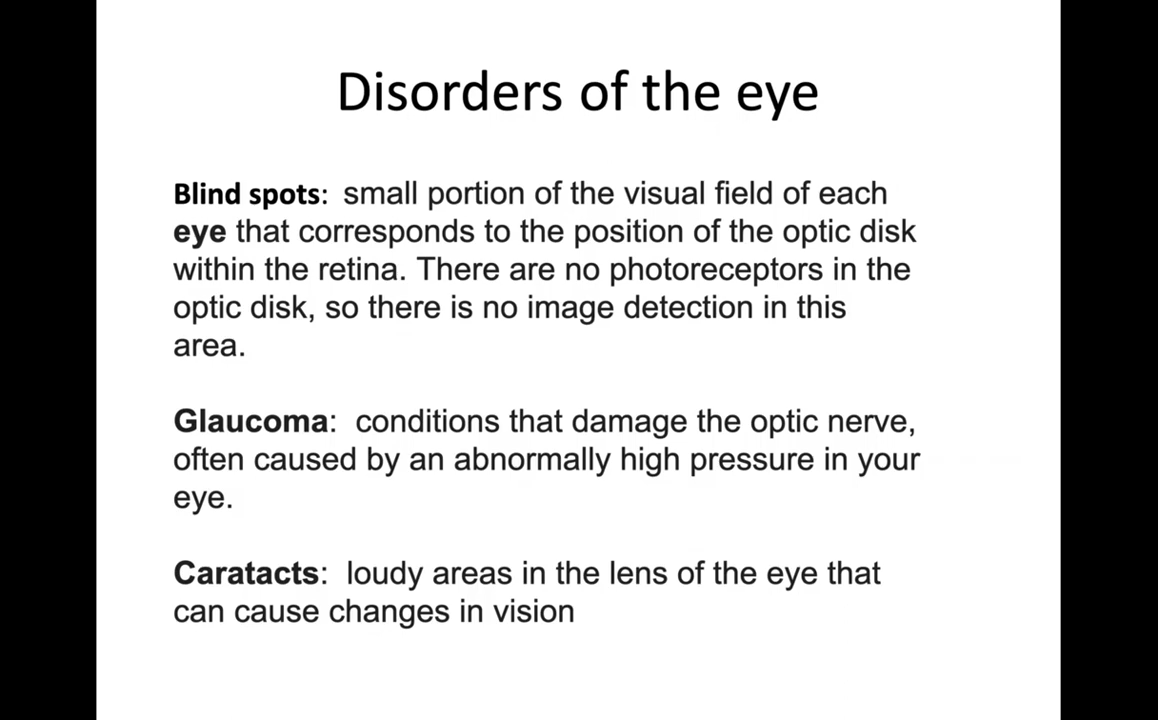 Disorders of the eye
Blind spots: small portion of the visual field of each
eye that corresponds to the position of the optic disk
within the retina. There are no photoreceptors in the
optic disk, so there is no image detection in this
area.
Glaucoma: conditions that damage the optic nerve,
often caused by an abnormally high pressure in your
eye.
Caratacts: loudy areas in the lens of the eye that
can cause changes in vision